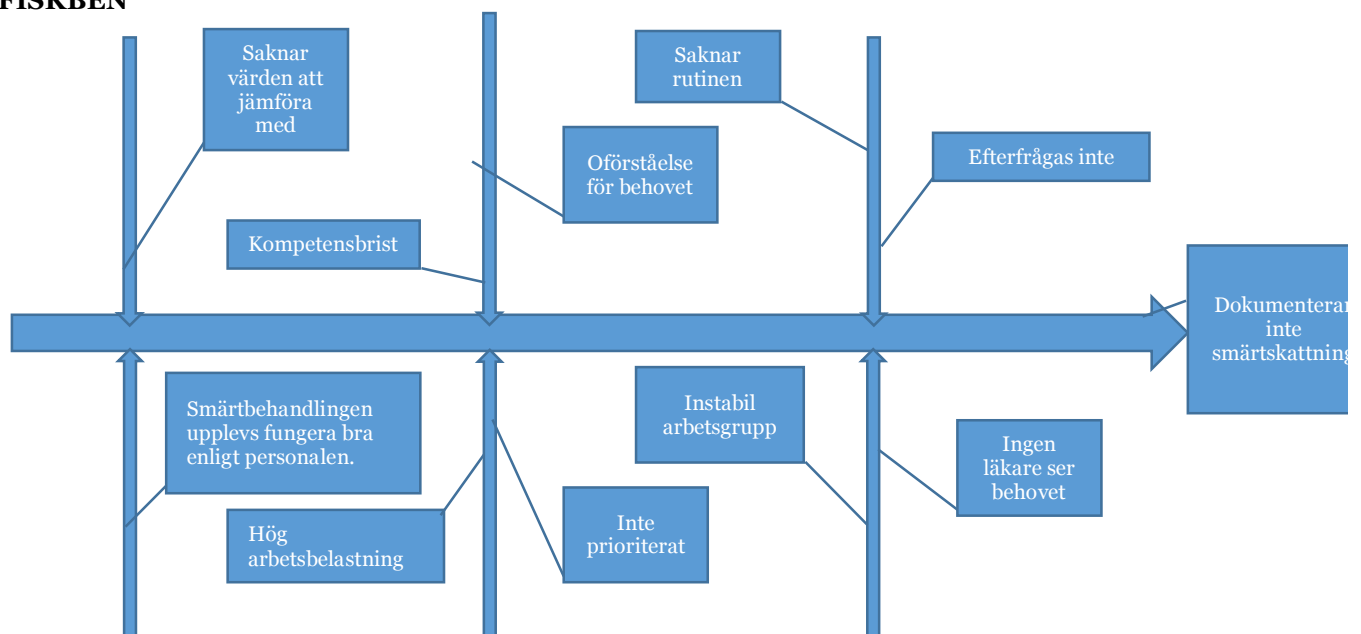 FISKBEN
Saknar
värden att
jämföra
med
Saknar
rutinen
Oförståelse
för behovet
Efterfrågas inte
Kompetensbrist
Dokumenterar
inte
smärtskattning
Smärtbehandlingen
upplevs fungera bra
enligt personalen.
Instabil
arbetsgrupp
Ingen
läkare ser
behovet
Hög
arbetsbelastning
Inte
prioriterat